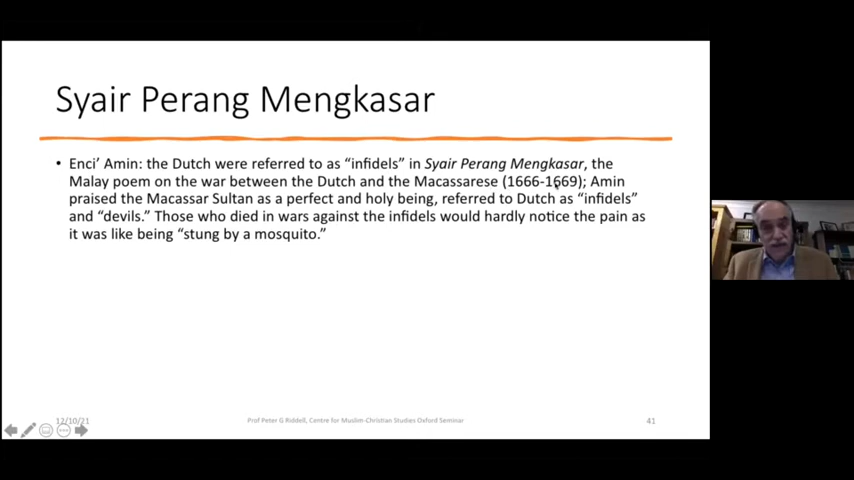 Syair Perang Mengkasar
• Enci’ Amin: the Dutch were referred to as “infidels” in Syair Perang Mengkasar, the
Malay poem on the war between the Dutch and the Macassarese (1666-1669); Amin
praised the Macassar Sultan as a perfect and holy being, referred to Dutch as “infidels”
and “devils.” Those who died in wars against the infidels would hardly notice the pain as
it was like being “stung by a mosquito.”
12/10/21
Prof Peter G Riddell, Centre for Muslim-Christian Studies Oxford Seminar
41